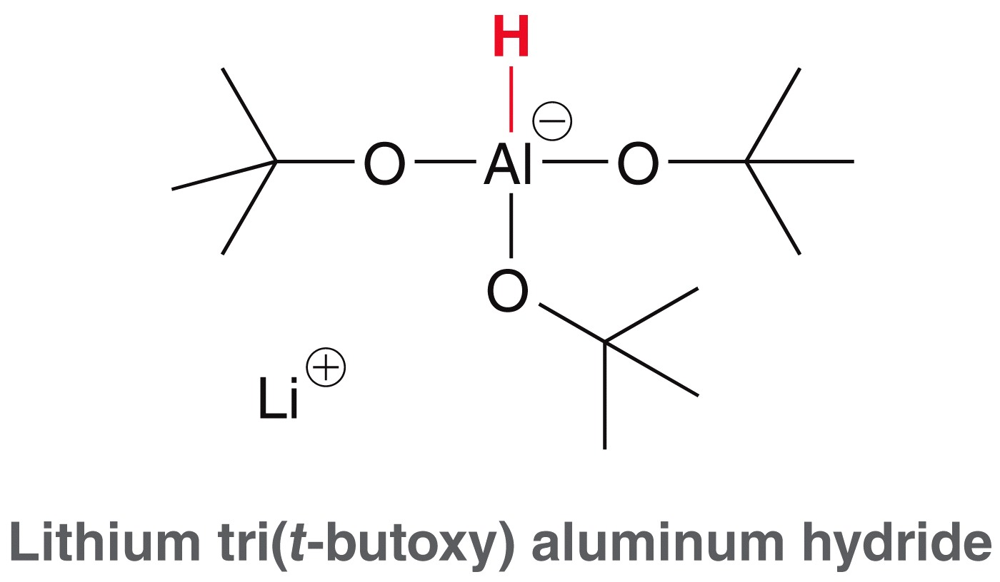 H
O Al⊖ O
O
Li⊕
Lithium tri(t-butoxy) aluminum hydride